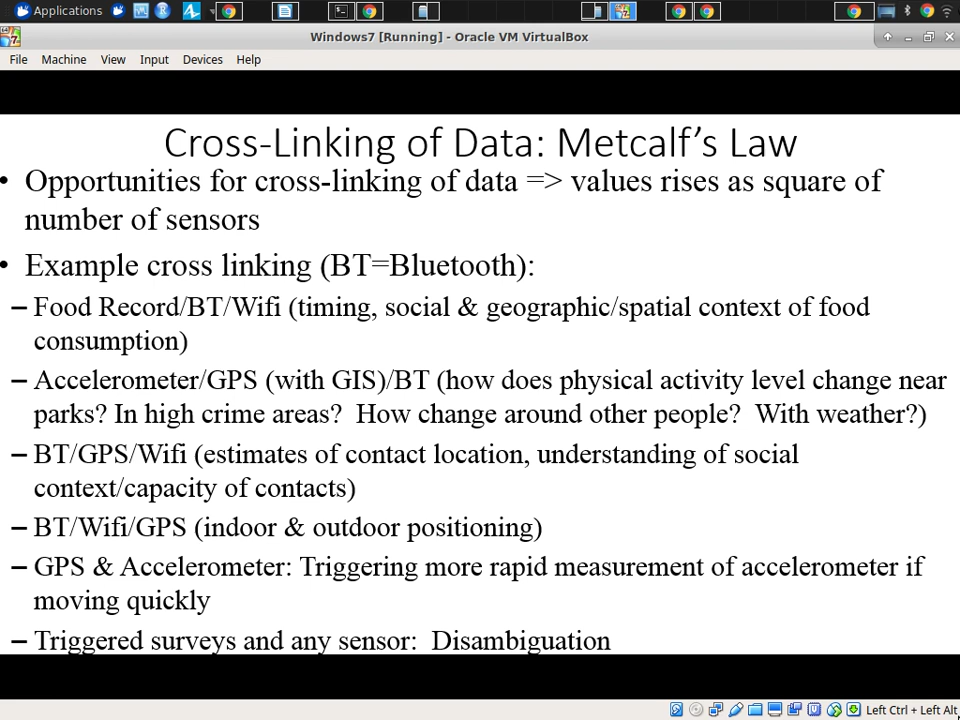 Applications
Windows7 [Running] - Oracle VM VirtualBox
File Machine View Input Devices Help
Cross-Linking of Data: Metcalf's Law
• Opportunities for cross-linking of data => values rises as square of
number of sensors
• Example cross linking (BT=Bluetooth):
– Food Record/BT/Wifi (timing, social & geographic/spatial context of food
consumption)
– Accelerometer/GPS (with GIS)/BT (how does physical activity level change near
parks? In high crime areas?  How change around other people?  With weather?)
– BT/GPS/Wifi (estimates of contact location, understanding of social
context/capacity of contacts)
– BT/Wifi/GPS (indoor & outdoor positioning)
– GPS & Accelerometer: Triggering more rapid measurement of accelerometer if
moving quickly
– Triggered surveys and any sensor:  Disambiguation
Left Ctrl + Left Alt